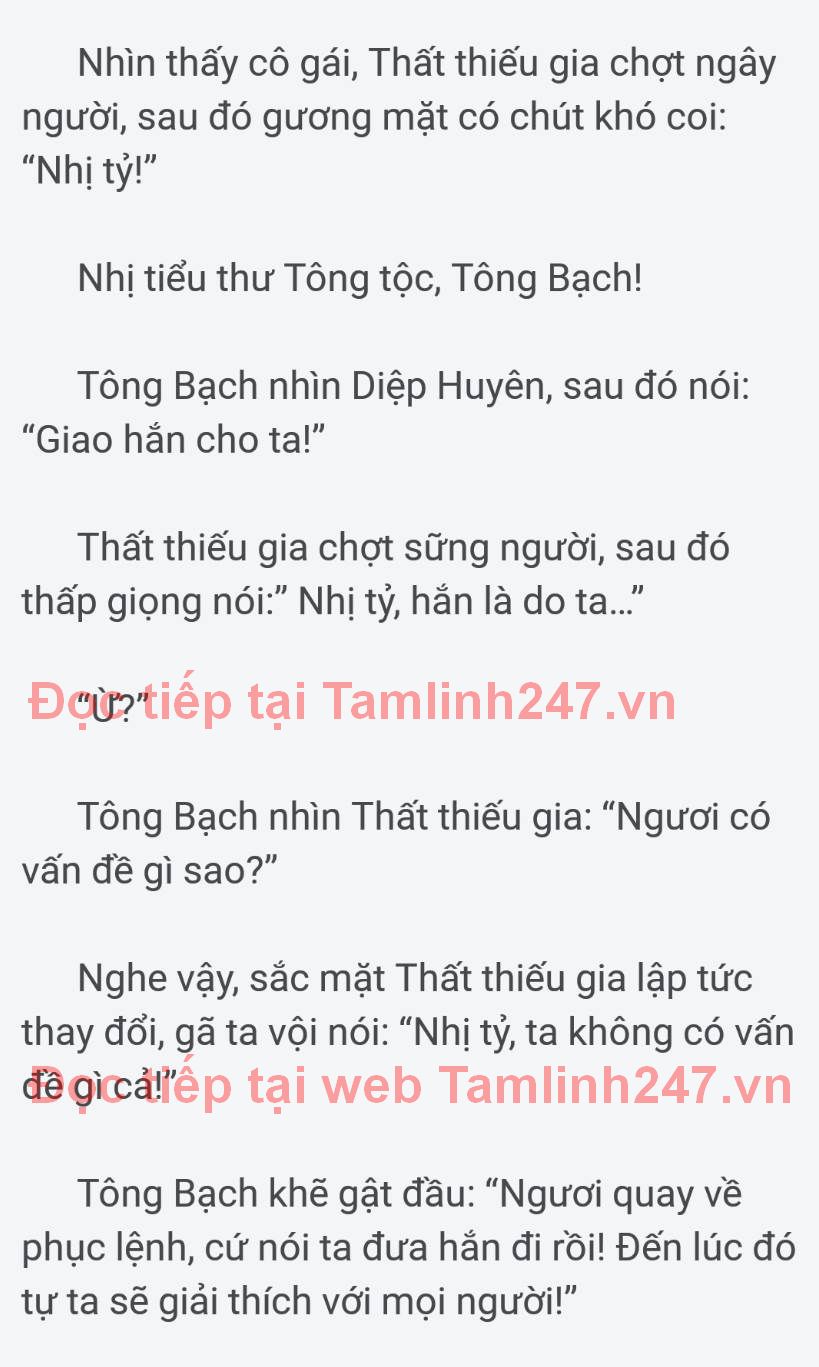 Nhìn thấy cô gái, Thất thiếu gia chợt ngây
người, sau đó gương mặt có chút khó coi:
“Nhị tỷ!”
Nhị tiểu thư Tông tộc, Tông Bạch!
Tông Bạch nhìn Diệp Huyên, sau đó nói:
“Giao hắn cho ta!”
Thất thiếu gia chợt sững người, sau đó
thấp giọng nói:” Nhị tỷ, hắn là do ta…”
“Ừ?”
Đọc tiếp tại Tamlinh247.vn
Tông Bạch nhìn Thất thiếu gia: “Ngươi có
vấn đề gì sao?”
Nghe vậy, sắc mặt Thất thiếu gia lập tức
thay đổi, gã ta vội nói: “Nhị tỷ, ta không có vấn
đề gì cả!”
Đọc tiếp tại web Tamlinh247.vn
Tông Bạch khẽ gật đầu: “Ngươi quay về
phục lệnh, cứ nói ta đưa hắn đi rồi! Đến lúc đó
tự ta sẽ giải thích với mọi người!”